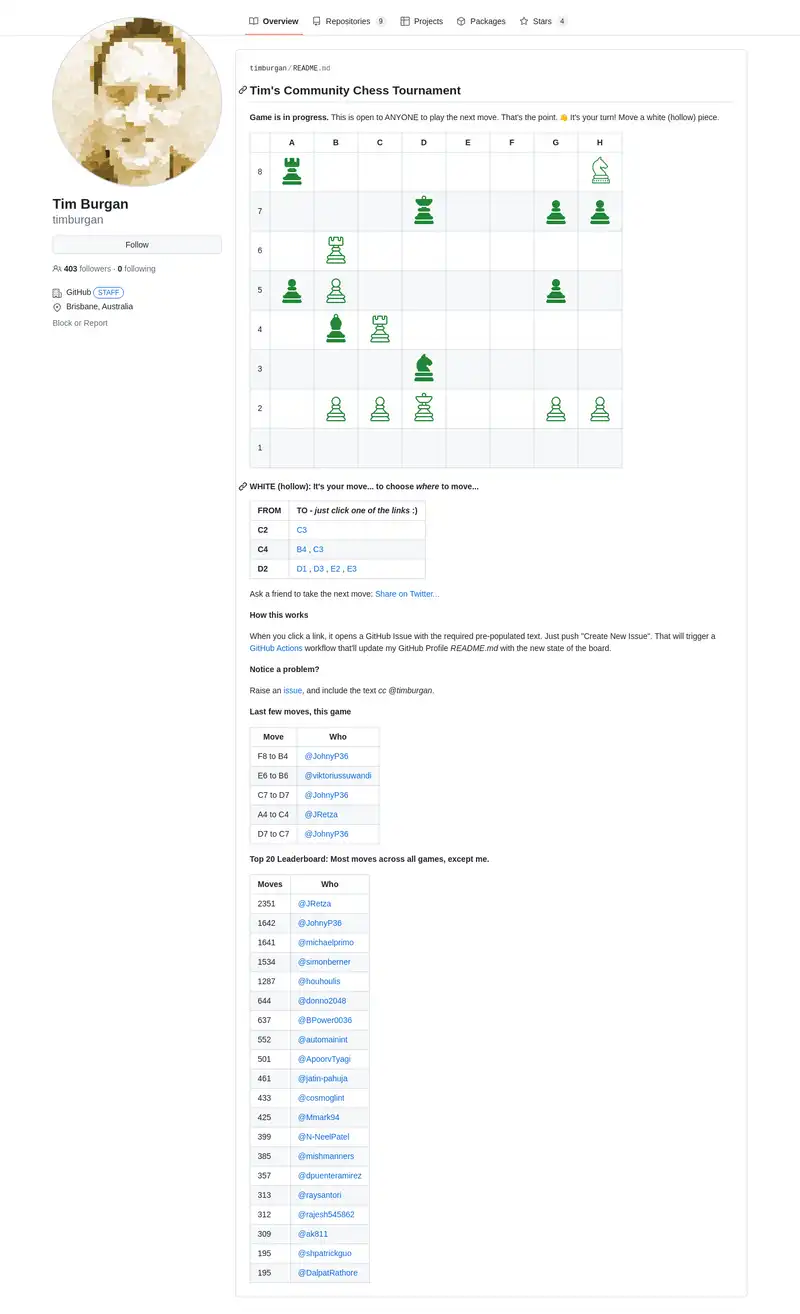 Overview Repositories 9 Projects Packages Stars 4
Tim Burgan
timburgan
Follow
403 followers · 0 following
GitHub STAFF
Brisbane, Australia
Block or Report
timburgan/README.md
Tim's Community Chess Tournament
Game is in progress. This is open to ANYONE to play the next move. That's the point. 👋 It's your turn! Move a white (hollow) piece.
A B C D E F G H
8
7
6
5
4
3
2
1
WHITE (hollow): It's your move... to choose where to move...
FROM TO - just click one of the links :)
C2 C3
C4 B4 , C3
D2 D1 , D3 , E2 , E3
Ask a friend to take the next move: Share on Twitter...
How this works
When you click a link, it opens a GitHub Issue with the required pre-populated text. Just push "Create New Issue". That will trigger a
GitHub Actions workflow that'll update my GitHub Profile README.md with the new state of the board.
Notice a problem?
Raise an issue, and include the text cc @timburgan.
Last few moves, this game
Move Who
F8 to B4 @JohnyP36
E6 to B6 @viktoriussuwandi
C7 to D7 @JohnyP36
A4 to C4 @JRetza
D7 to C7 @JohnyP36
Top 20 Leaderboard: Most moves across all games, except me.
Moves Who
2351 @JRetza
1642 @JohnyP36
1641 @michaelprimo
1534 @simonberner
1287 @houhoulis
644 @donno2048
637 @BPower0036
552 @automainint
501 @ApoorvTyagi
461 @jatin-pahuja
433 @cosmoglint
425 @Mmark94
399 @N-NeelPatel
385 @mishmanners
357 @dpuenteramirez
313 @raysantori
312 @rajesh545862
309 @ak811
195 @shpatrickguo
195 @DalpatRathore